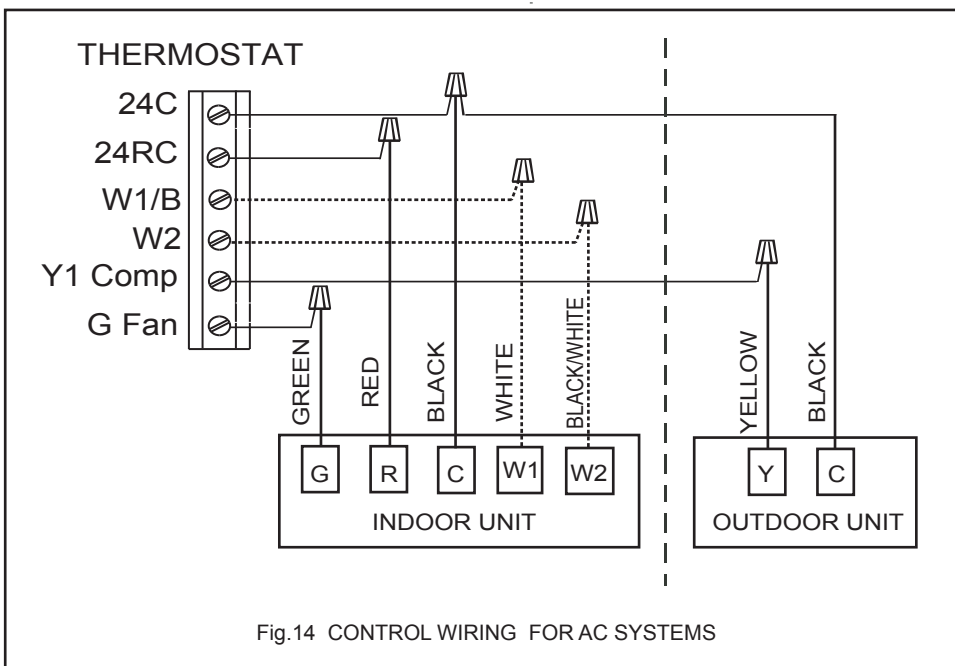 THERMOSTAT
24C
24RC
W1/B
W2
Y1 Comp
G Fan
GREEN
RED
BLACK
WHITE
BLACK/WHITE
YELLOW
BLACK
G
R
C
W1
W2
Y
C
INDOOR UNIT
OUTDOOR UNIT
Fig.14 CONTROL WIRING FOR AC SYSTEMS